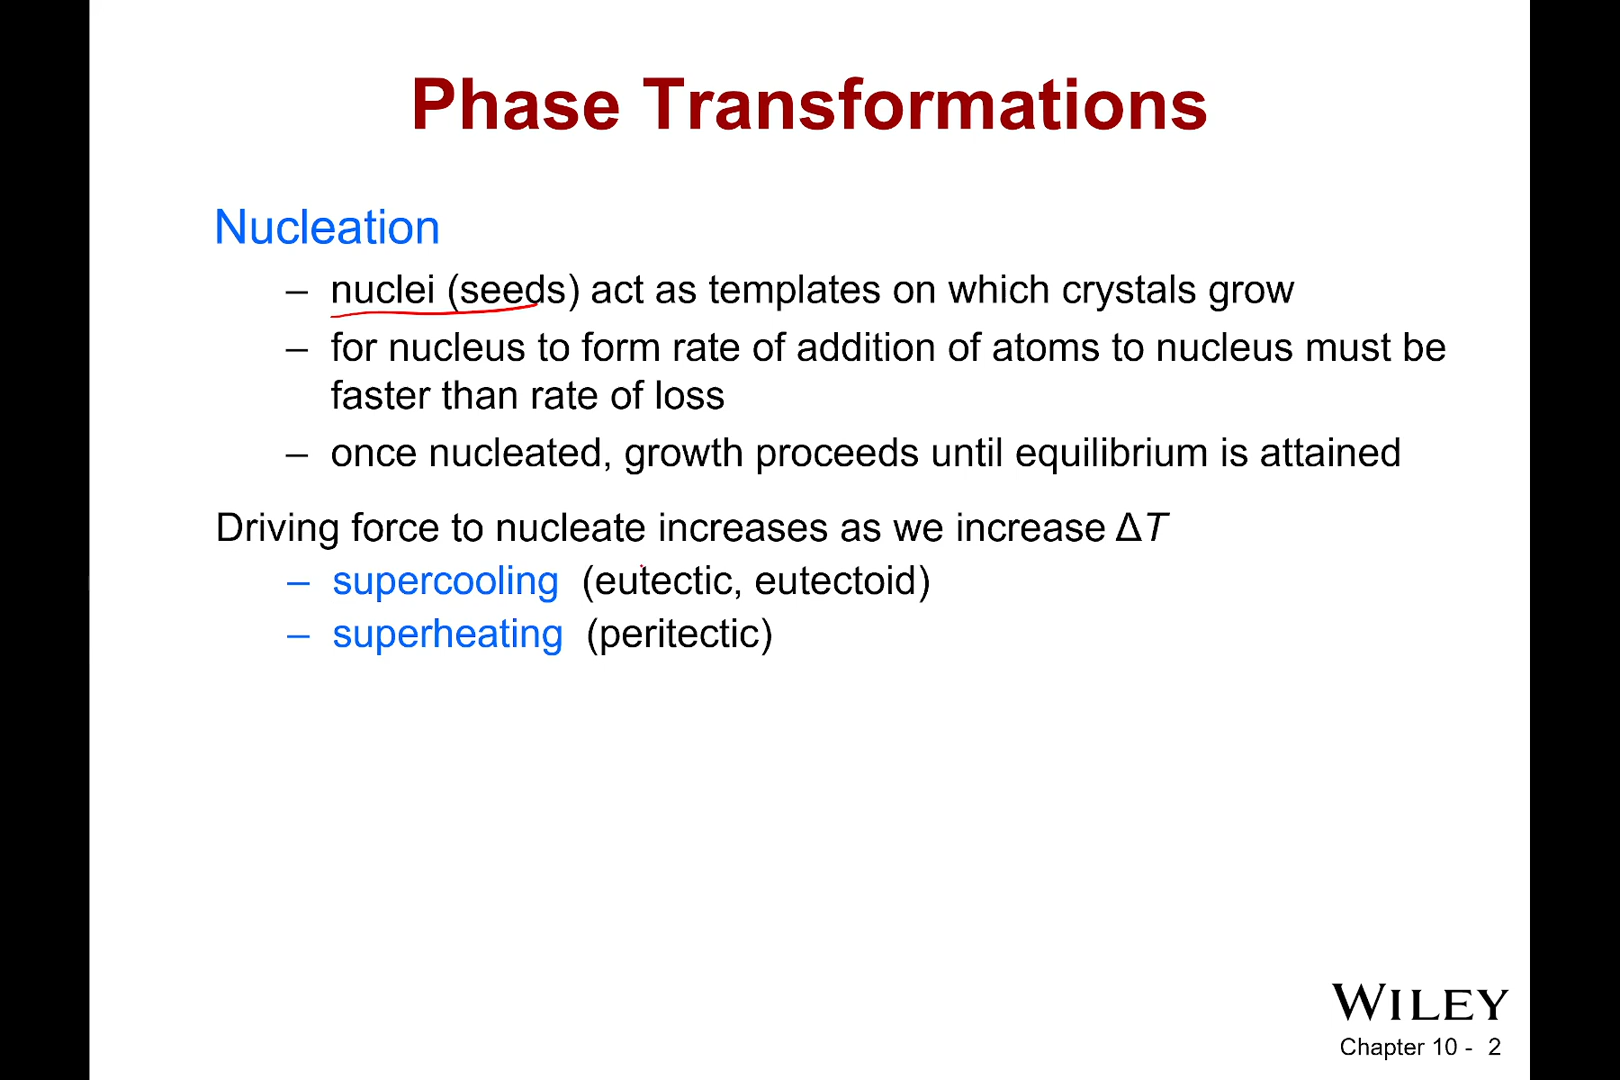 Phase Transformations
Nucleation
– nuclei (seeds) act as templates on which crystals grow
– for nucleus to form rate of addition of atoms to nucleus must be
faster than rate of loss
– once nucleated, growth proceeds until equilibrium is attained
Driving force to nucleate increases as we increase ΔT
– supercooling (eutectic, eutectoid)
– superheating (peritectic)
WILEY
Chapter 10 - 2